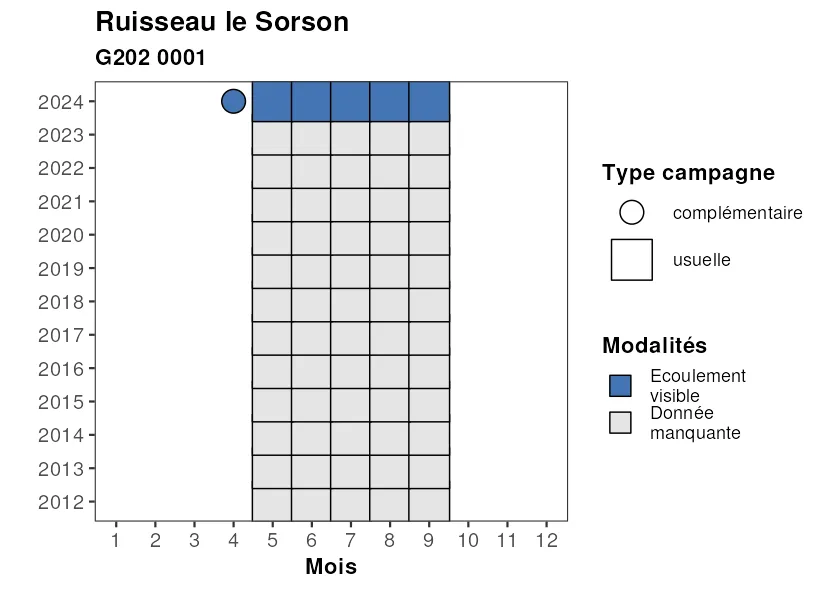 Ruisseau le Sorson
G202 0001
2024
2023
2022
2021
2020
2019
2018
2017
2016
2015
2014
2013
2012
1 2 3 4 5 6 7 8 9 10 11 12
Mois
Type campagne
complémentaire
usuelle
Modalités
Ecoulement
visible
Donnée
manquante